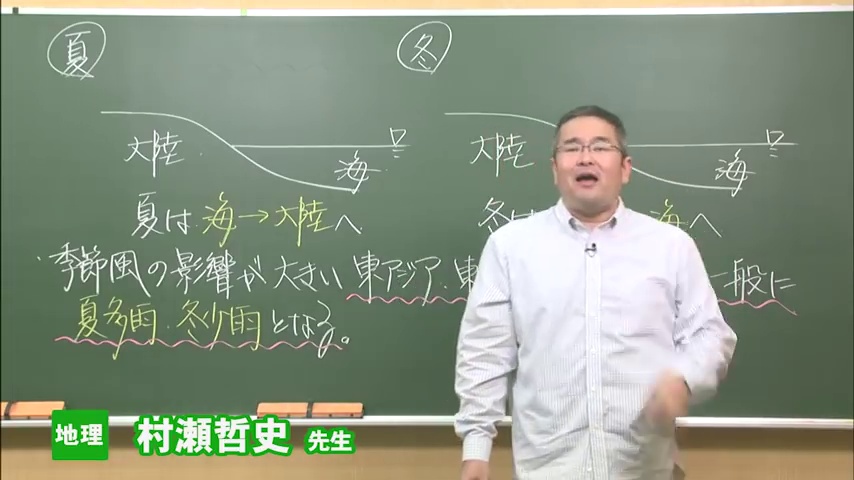 夏
冬
大陸
海
大陸
海
夏は 海→大陸へ
冬は 海へ
季節風の影響が大きい 東アジア・東 一般に
夏多雨・冬少雨となる。
地理 村瀬哲史 先生